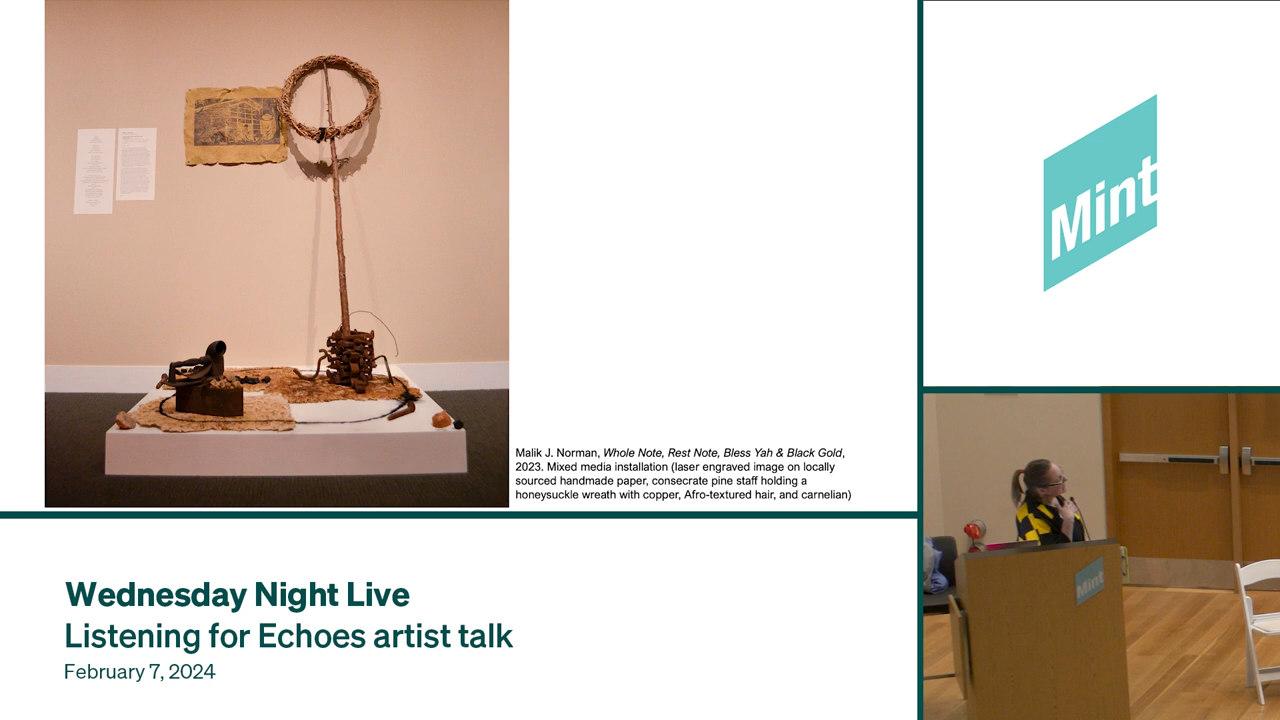 Malik J. Norman, Whole Note, Rest Note, Bless Yah & Black Gold,
2023. Mixed media installation (laser engraved image on locally
sourced handmade paper, consecrate pine staff holding a
honeysuckle wreath with copper, Afro-textured hair, and carnelian)
Mint
Mint
Wednesday Night Live
Listening for Echoes artist talk
February 7, 2024